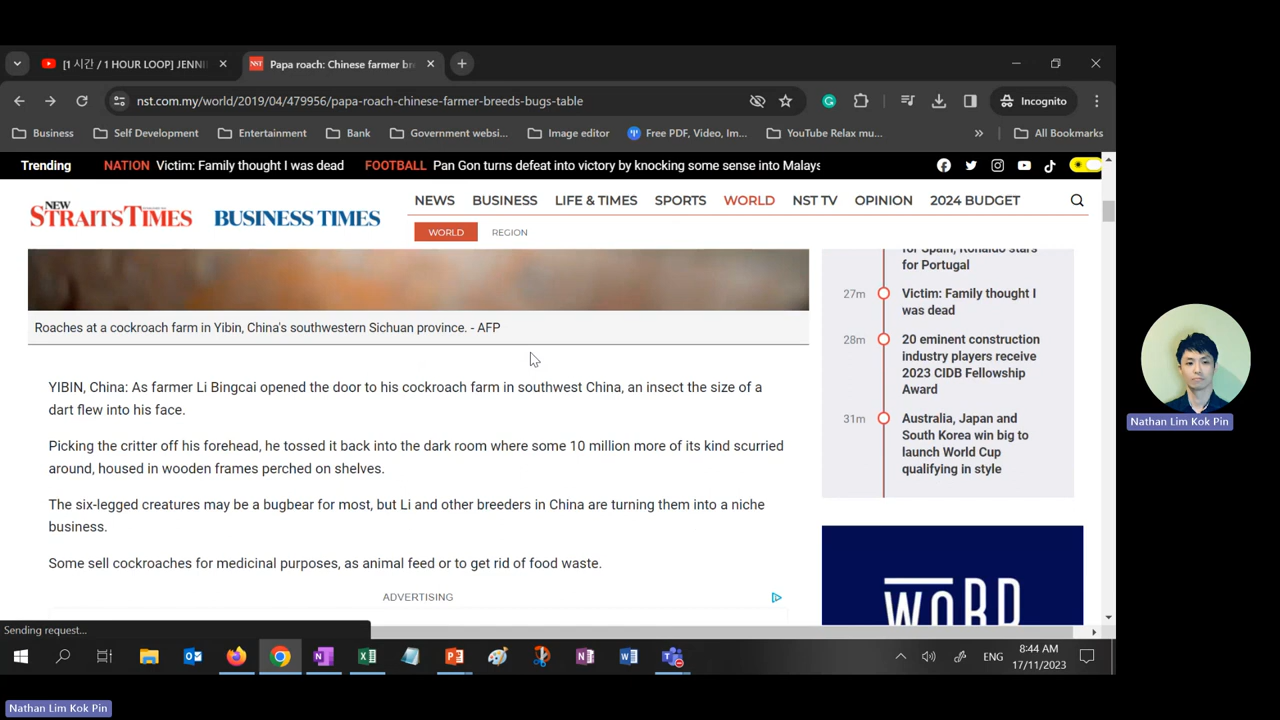 [1 시간 / 1 HOUR LOOP] JENNI
Papa roach: Chinese farmer br
nst.com.my/world/2019/04/479956/papa-roach-chinese-farmer-breeds-bugs-table
Incognito
Business
Self Development
Entertainment
Bank
Government websi...
Image editor
Free PDF, Video, Im...
YouTube Relax mu...
»
All Bookmarks
Trending
NATION Victim: Family thought I was dead
FOOTBALL Pan Gon turns defeat into victory by knocking some sense into Malays
NEW
STRAITS TIMES
BUSINESS TIMES
NEWS
BUSINESS
LIFE & TIMES
SPORTS
WORLD
NST TV
OPINION
2024 BUDGET
WORLD
REGION
Roaches at a cockroach farm in Yibin, China's southwestern Sichuan province. - AFP
YIBIN, China: As farmer Li Bingcai opened the door to his cockroach farm in southwest China, an insect the size of a
dart flew into his face.
Picking the critter off his forehead, he tossed it back into the dark room where some 10 million more of its kind scurried
around, housed in wooden frames perched on shelves.
The six-legged creatures may be a bugbear for most, but Li and other breeders in China are turning them into a niche
business.
Some sell cockroaches for medicinal purposes, as animal feed or to get rid of food waste.
ADVERTISING
for Spain, Ronaldo stars
for Portugal
27m
Victim: Family thought I
was dead
28m
20 eminent construction
industry players receive
2023 CIDB Fellowship
Award
31m
Australia, Japan and
South Korea win big to
launch World Cup
qualifying in style
WORD
Sending request...
ENG
8:44 AM
17/11/2023
Nathan Lim Kok Pin
Nathan Lim Kok Pin